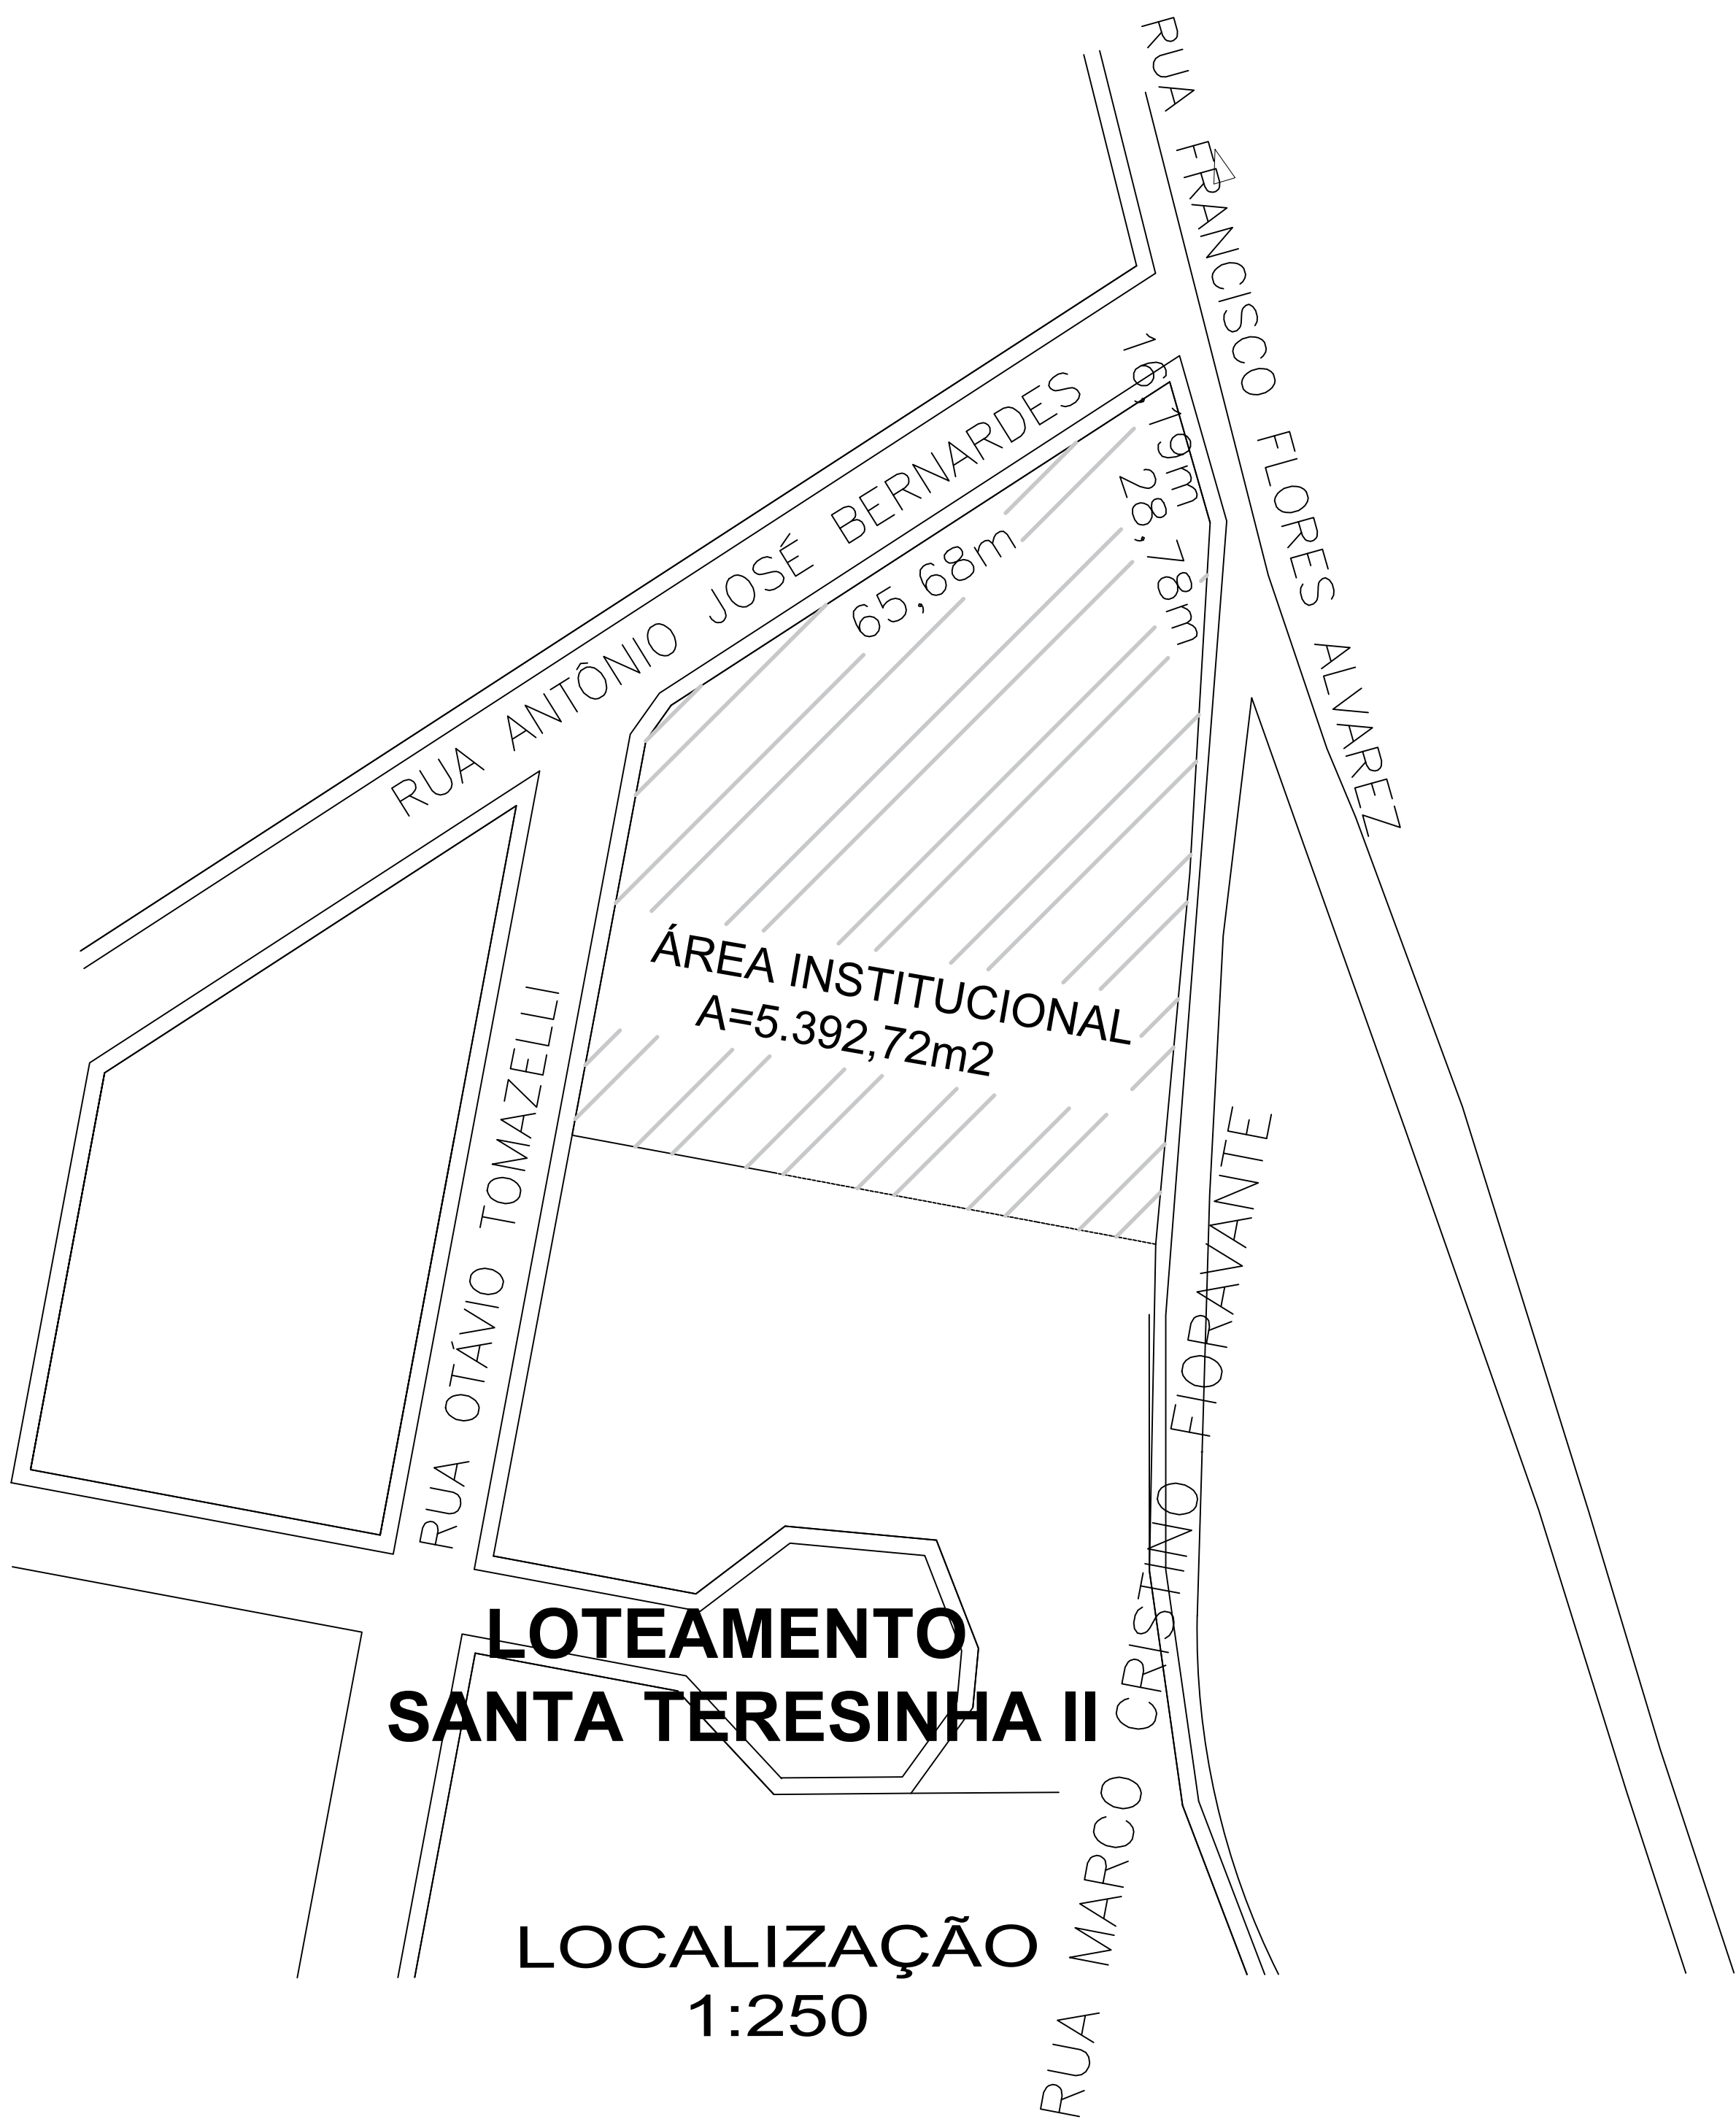 RUA FRANCISCO FLORES ALVAREZ
RUA ANTÔNIO JOSÉ BERNARDES
19,19m
28,78m
65,68m
ÁREA INSTITUCIONAL
A=5.392,72m2
RUA OTÁVIO TOMAZELLI
RUA MARCO CRISTINO FIORAVANTE
LOTEAMENTO
SANTA TERESINHA II
LOCALIZAÇÃO
1:250